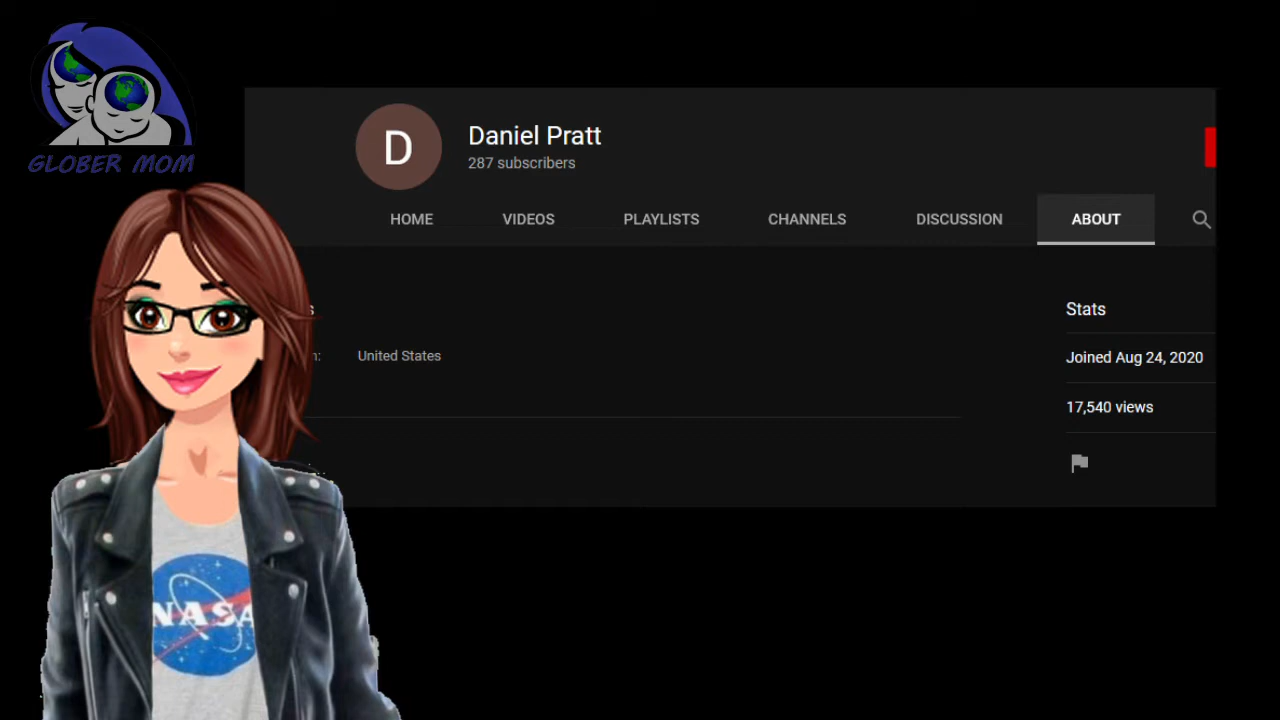 GLOBER MOM
D
Daniel Pratt
287 subscribers
HOME VIDEOS PLAYLISTS CHANNELS DISCUSSION ABOUT
Stats
United States
Joined Aug 24, 2020
17,540 views
NASA